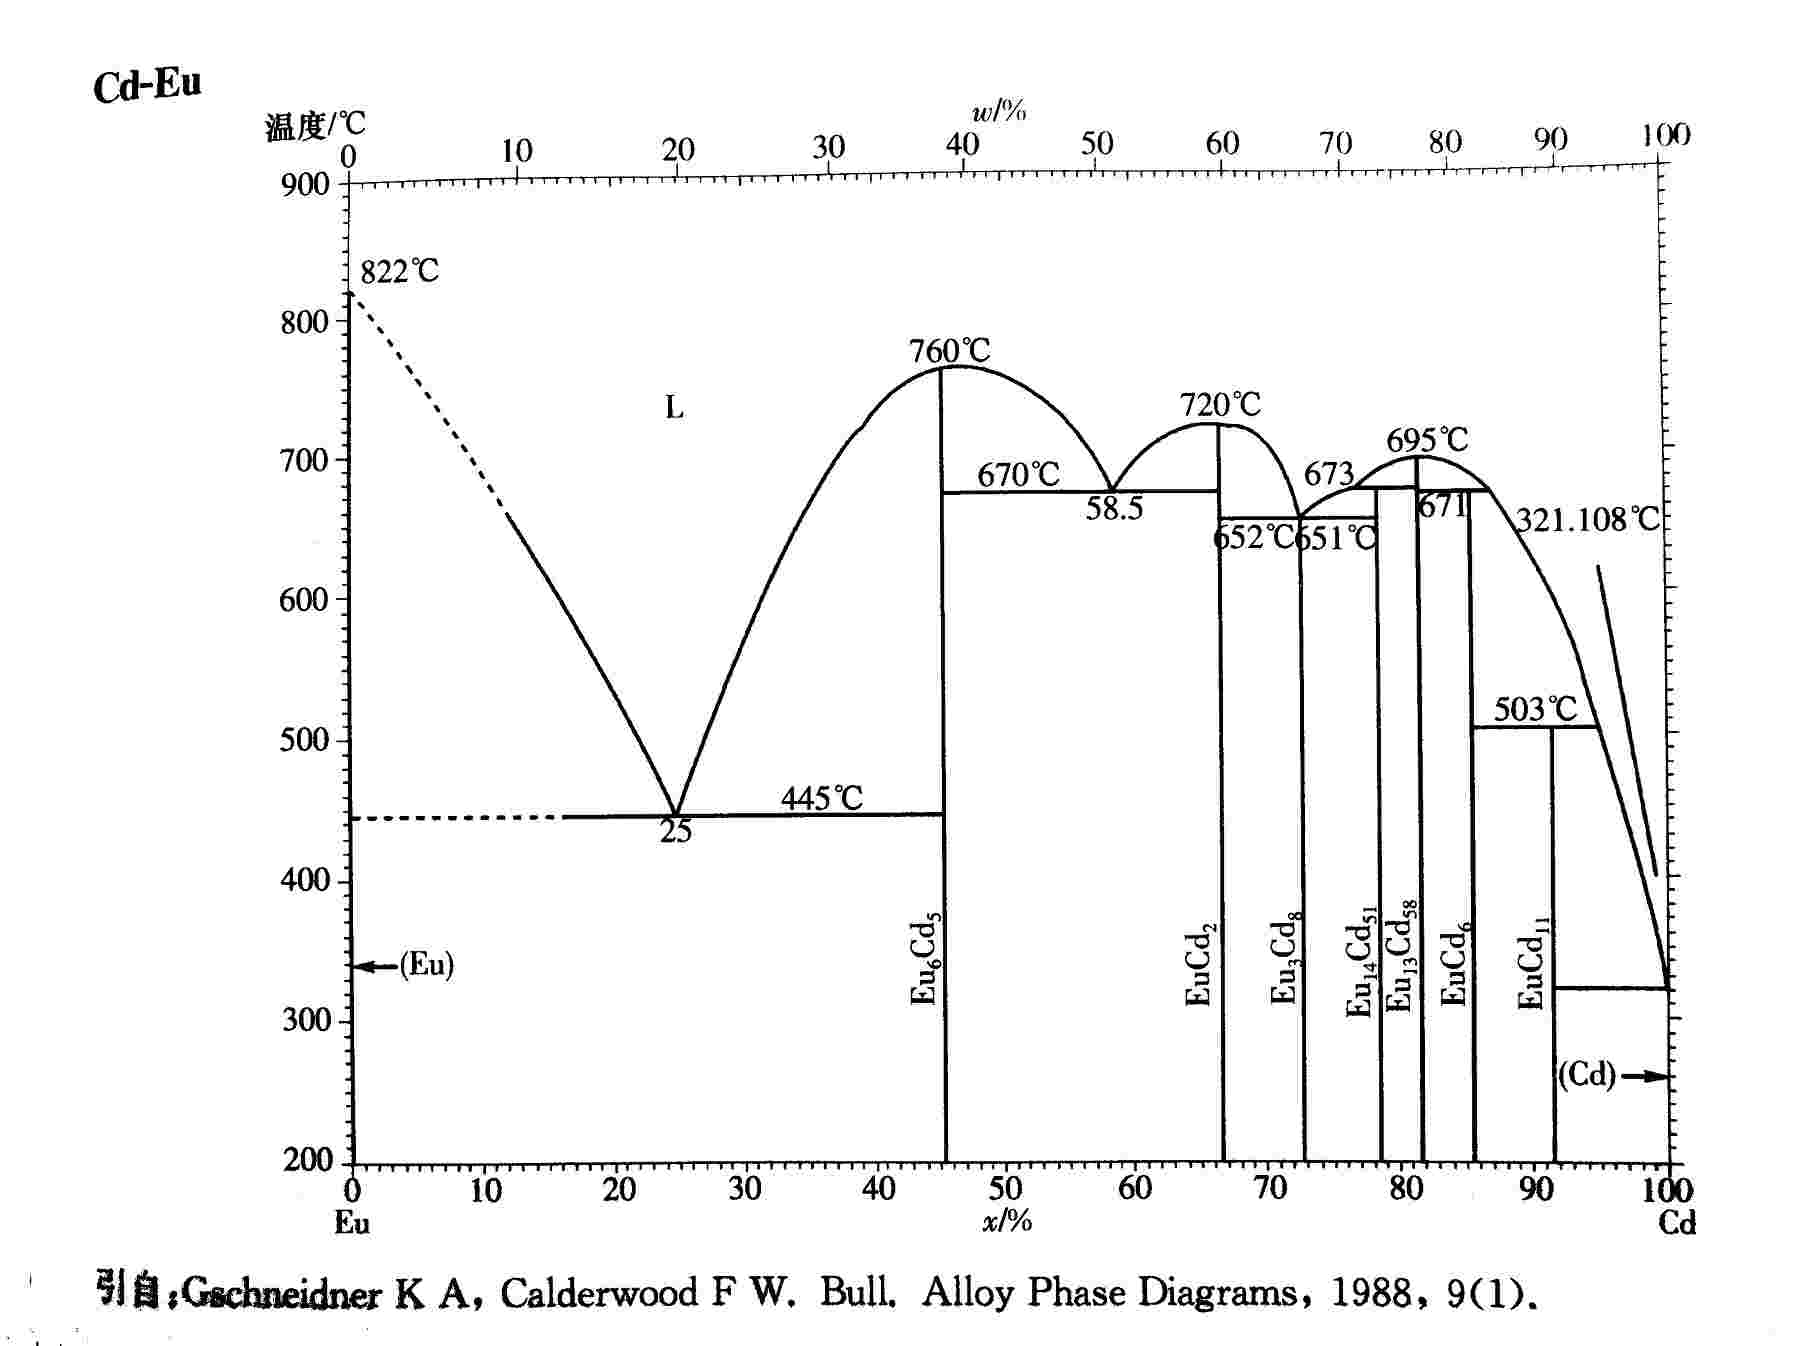 Cd-Eu
温度/℃
w/%
0 10 20 30 40 50 60 70 80 90 100
900
822℃
800
760℃
L
720℃
700
695℃
670℃
673
58.5
671
321.108℃
652℃
651℃
600
503℃
500
445℃
25
400
Eu₆Cd₅
EuCd₂
Eu₃Cd₈
Eu₁₄Cd₅₁
Eu₁₃Cd₅₈
EuCd₆
EuCd₁₁
(Eu)
300
(Cd)
200
0 10 20 30 40 50 60 70 80 90 100
Eu
x/%
Cd
引自:Gschneidner K A, Calderwood F W. Bull. Alloy Phase Diagrams, 1988, 9(1).